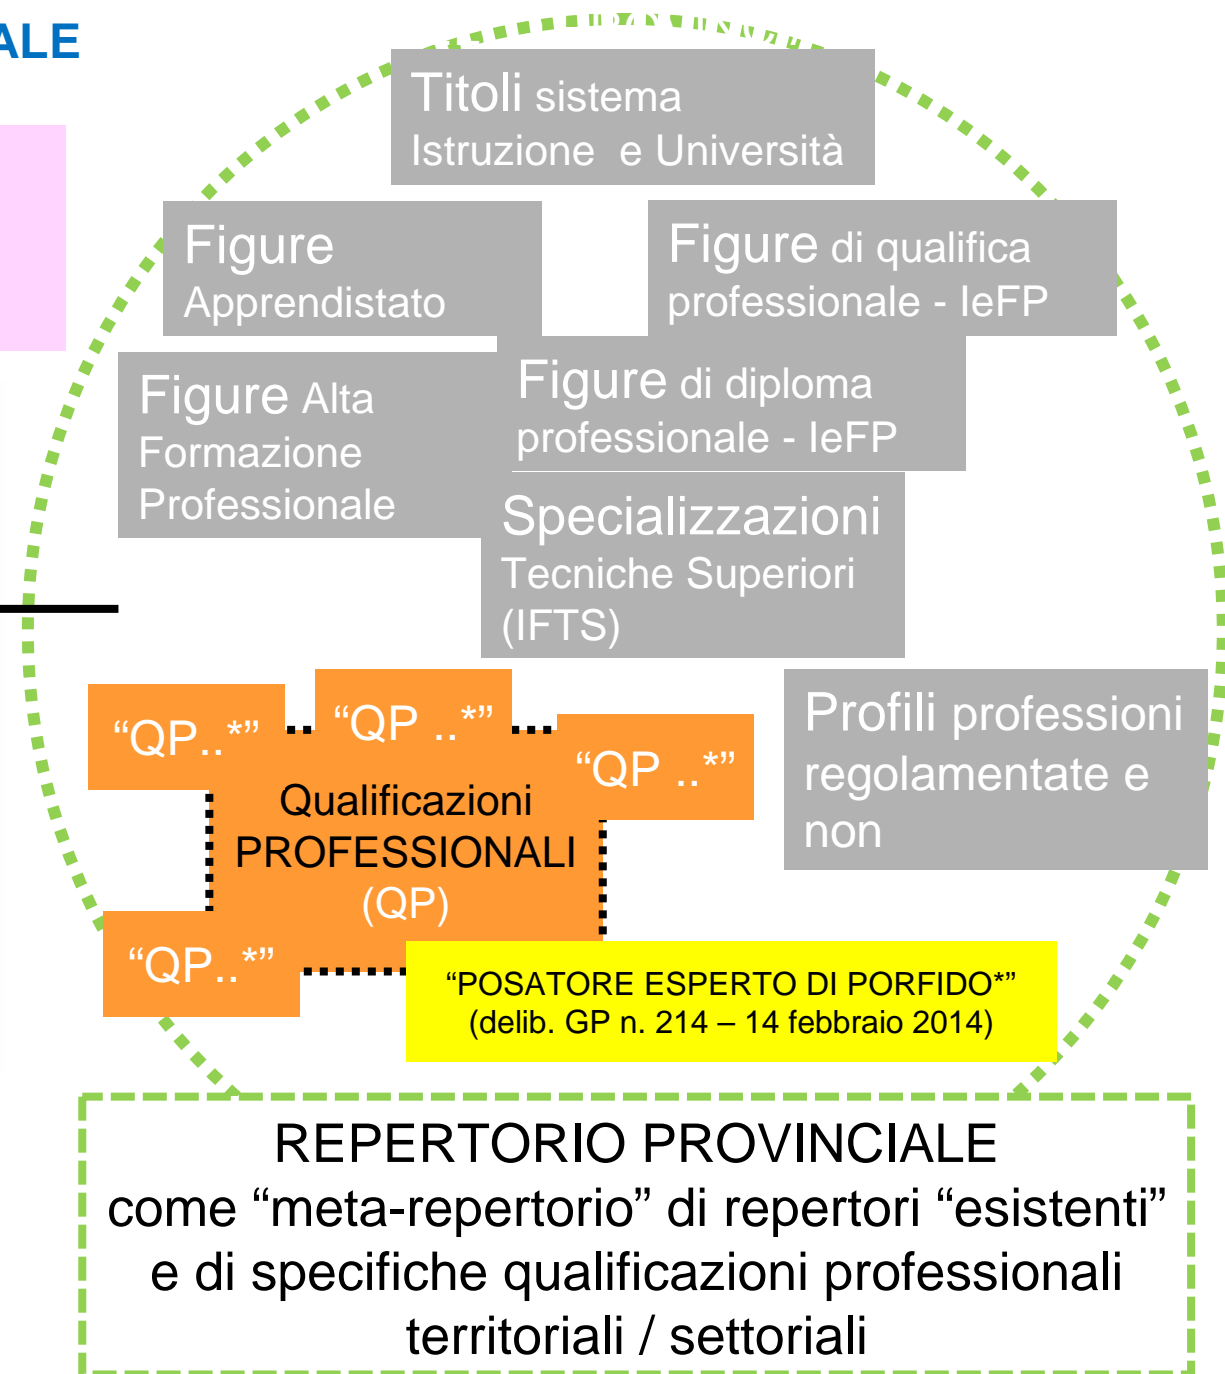 ALE
Titoli sistema
Istruzione e Università
Figure
Apprendistato
Figure di qualifica
professionale - IeFP
Figure Alta
Formazione
Professionale
Figure di diploma
professionale - IeFP
Specializzazioni
Tecniche Superiori
(IFTS)
Profili professioni
regolamentate e
non
“QP..*”
“QP ..*”
“QP ..*”
Qualificazioni
PROFESSIONALI
(QP)
“QP..*”
“POSATORE ESPERTO DI PORFIDO*”
(delib. GP n. 214 – 14 febbraio 2014)
REPERTORIO PROVINCIALE
come “meta-repertorio” di repertori “esistenti”
e di specifiche qualificazioni professionali
territoriali / settoriali